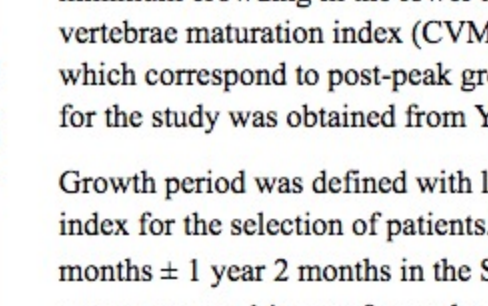 vertebrae maturation index (CVM
which correspond to post-peak
for the study was obtained from
Growth period was defined with
index for the selection of patients
months ± 1 year 2 months in the